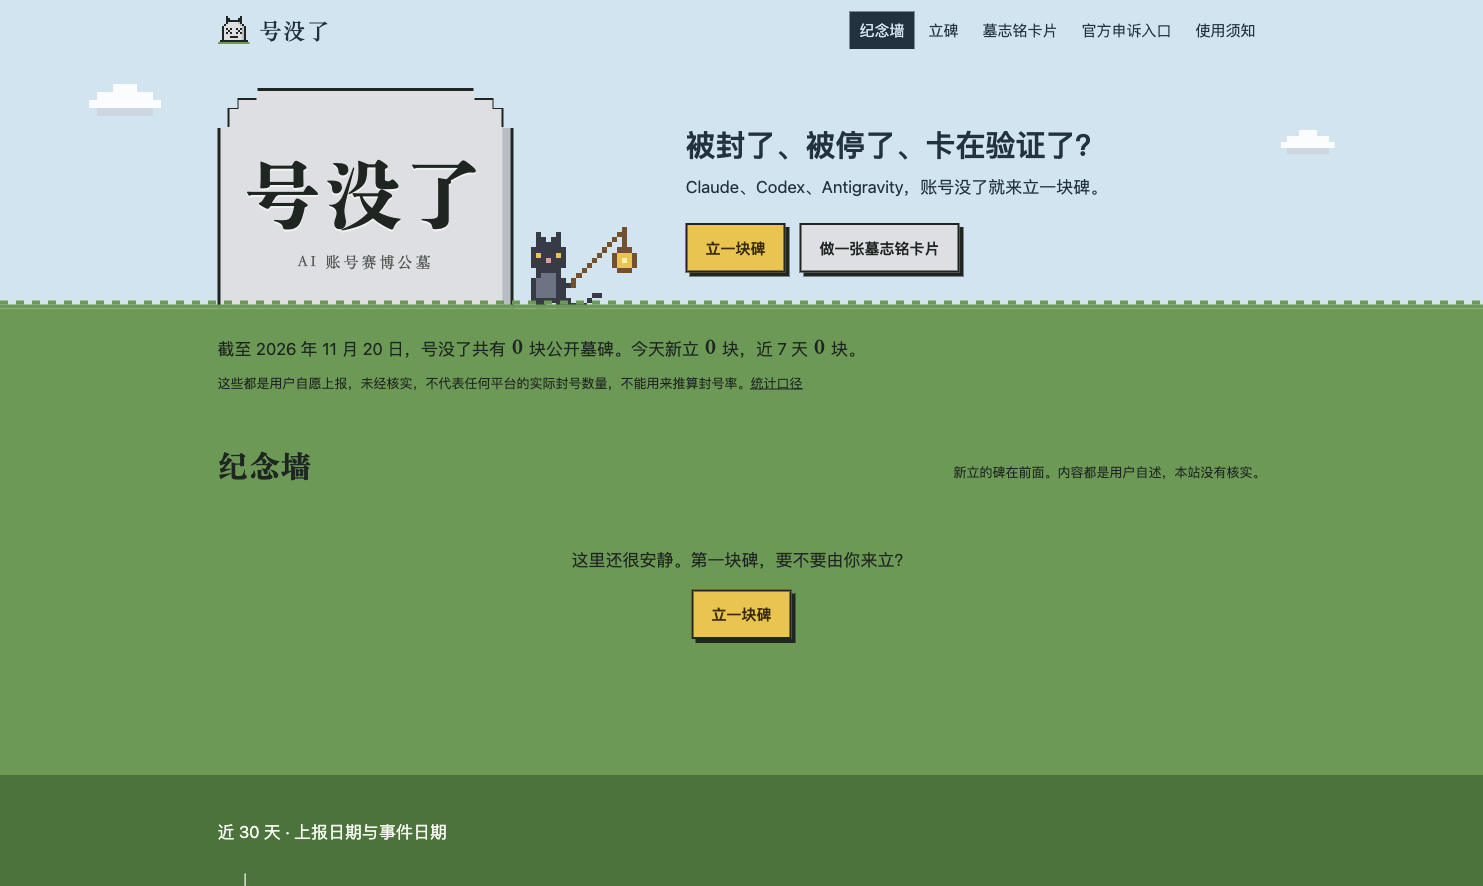 号没了
纪念墙 立碑 墓志铭卡片 官方申诉入口 使用须知
号没了
AI 账号赛博公墓
被封了、被停了、卡在验证了?
Claude、Codex、Antigravity，账号没了就来立一块碑。
立一块碑 做一张墓志铭卡片
截至 2026 年 11 月 20 日，号没了共有 0 块公开墓碑。今天新立 0 块，近 7 天 0 块。
这些都是用户自愿上报，未经核实，不代表任何平台的实际封号数量，不能用来推算封号率。统计口径
纪念墙
新立的碑在前面。内容都是用户自述，本站没有核实。
这里还很安静。第一块碑，要不要由你来立?
立一块碑
近 30 天 · 上报日期与事件日期